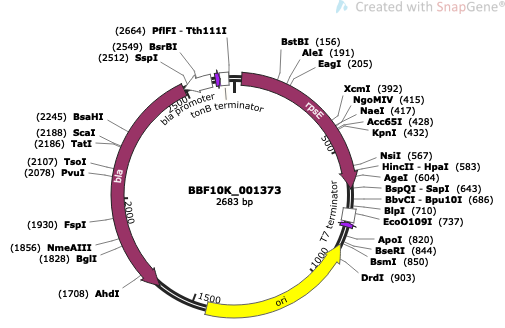 Created with SnapGene®
(2664) PflFI - Tth111I
(2549) BsrBI
(2512) SspI
BstBI (156)
AleI (191)
EagI (205)
XcmI (392)
NgoMIV (415)
NaeI (417)
Acc65I (428)
KpnI (432)
NsiI (567)
HincII - HpaI (583)
AgeI (604)
BspQI - SapI (643)
BbvCI - Bpu10I (686)
BlpI (710)
EcoO109I (737)
ApoI (820)
BseRI (844)
BsmI (850)
DrdI (903)
(2245) BsaHI
(2188) ScaI
(2186) TatI
(2107) TsoI
(2078) PvuI
(1930) FspI
(1856) NmeAIII
(1828) BglI
(1708) AhdI
bla promoter
tonB terminator
rpsE
T7 terminator
bla
ori
500
1000
1500
2000
2500
BBF10K_001373
2683 bp